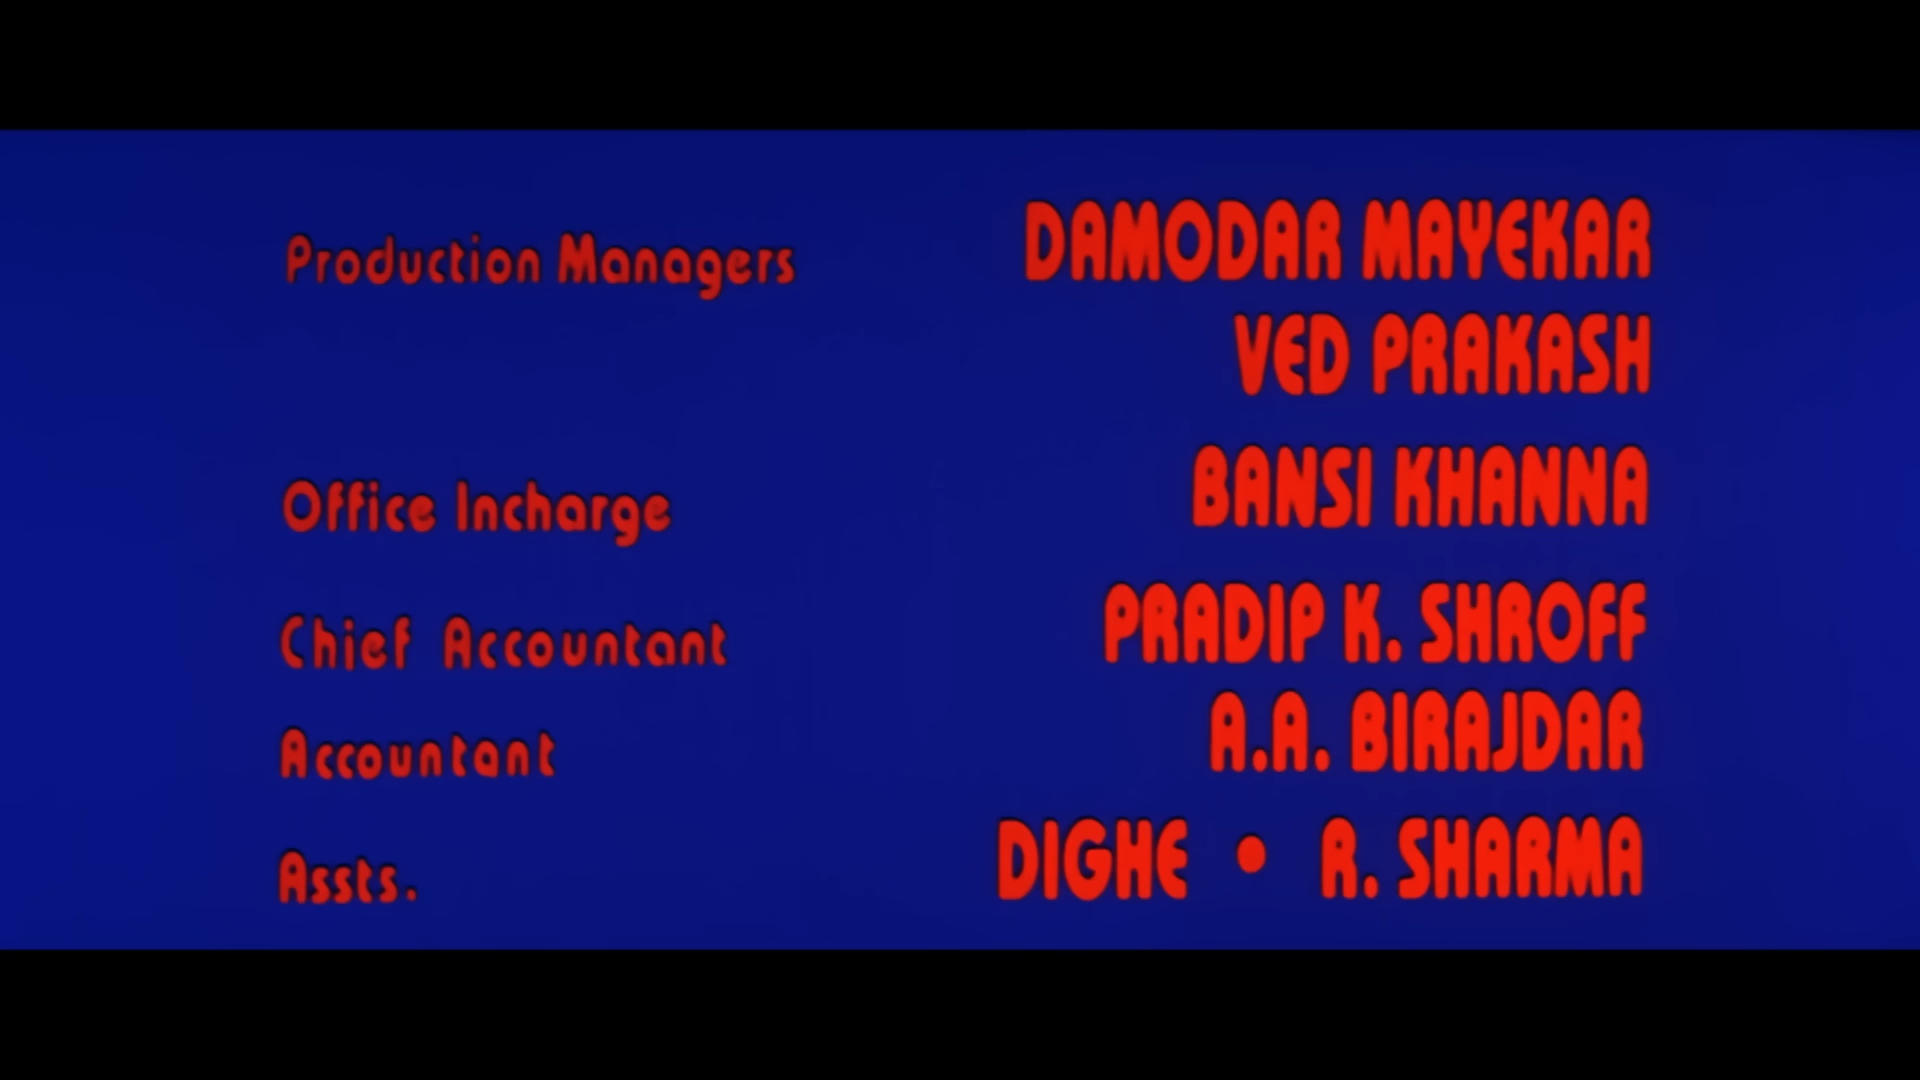 Production Managers DAMODAR MAYEKAR
VED PRAKASH
Office Incharge BANSI KHANNA
Chief Accountant PRADIP K. SHROFF
Accountant A.A. BIRAJDAR
Assts. DIGHE • R. SHARMA